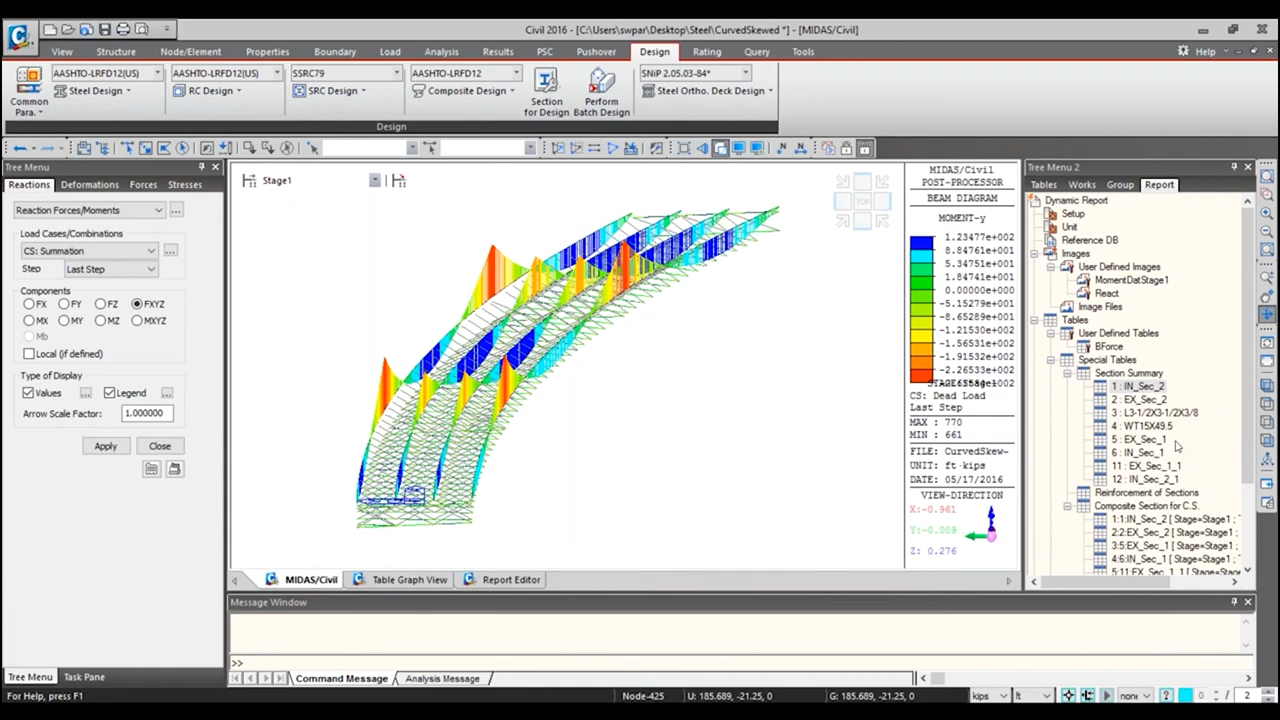 Civil 2016 - [C:\Users\swpar\Desktop\Steel\CurvedSkewed *] - [MIDAS/Civil]
View Structure Node/Element Properties Boundary Load Analysis Results PSC Pushover Design Rating Query Tools Help
AASHTO-LRFD12(US) AASHTO-LRFD12(US) SSRC79 AASHTO-LRFD12 SNiP 2.05.03-84*
Common Para. Steel Design RC Design SRC Design Composite Design Section for Design Perform Batch Design Steel Ortho. Deck Design
Design
Tree Menu
Reactions Deformations Forces Stresses
Reaction Forces/Moments ...
Load Cases/Combinations
CS: Summation ...
Step Last Step
Components
FX FY FZ FXYZ
MX MY MZ MXYZ
Mb
Local (if defined)
Type of Display
Values ... Legend ...
Arrow Scale Factor: 1.000000
Apply Close
Tree Menu Task Pane
Stage1
TOP
MIDAS/Civil
POST-PROCESSOR
BEAM DIAGRAM
MOMENT-y
1.23477e+002
8.84761e+001
5.34751e+001
1.84741e+001
0.00000e+000
-5.15279e+001
-8.65289e+001
-1.21530e+002
-1.56531e+002
-1.91532e+002
-2.26533e+002
CS: Dead Load
Last Step
MAX : 770
MIN : 661
FILE: CurvedSkew~
UNIT: ft·kips
DATE: 05/17/2016
VIEW-DIRECTION
X:-0.961
Y:-0.009
Z: 0.276
MIDAS/Civil Table Graph View Report Editor
Message Window
>>
Command Message Analysis Message
Tree Menu 2
Tables Works Group Report
Dynamic Report
Setup
Unit
Reference DB
Images
User Defined Images
MomentDatStage1
React
Image Files
Tables
User Defined Tables
BForce
Special Tables
Section Summary
1 : IN_Sec_2
2 : EX_Sec_2
3 : L3-1/2X3-1/2X3/8
4 : WT15X49.5
5 : EX_Sec_1
6 : IN_Sec_1
11 : EX_Sec_1_1
12 : IN_Sec_2_1
Reinforcement of Sections
Composite Section for C.S.
1:1:IN_Sec_2 [ Stage=Stage1 ;
2:2:EX_Sec_2 [ Stage=Stage1 ;
3:5:EX_Sec_1 [ Stage=Stage1 ;
4:6:IN_Sec_1 [ Stage=Stage1 ;
5:11:EX_Sec_1_1 [ Stage=Stag
For Help, press F1 Node-425 U: 185.689, -21.25, 0 G: 185.689, -21.25, 0 kips ft none ? 0 / 2